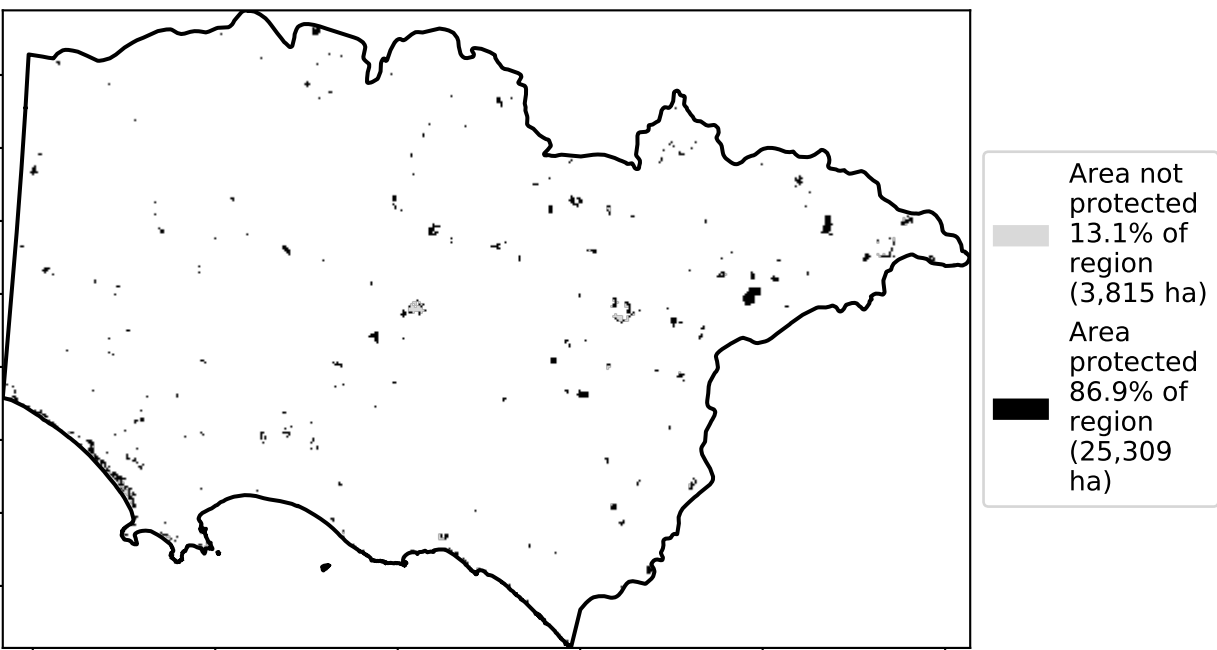 Area not
protected
13.1% of
region
(3,815 ha)
Area
protected
86.9% of
region
(25,309
ha)